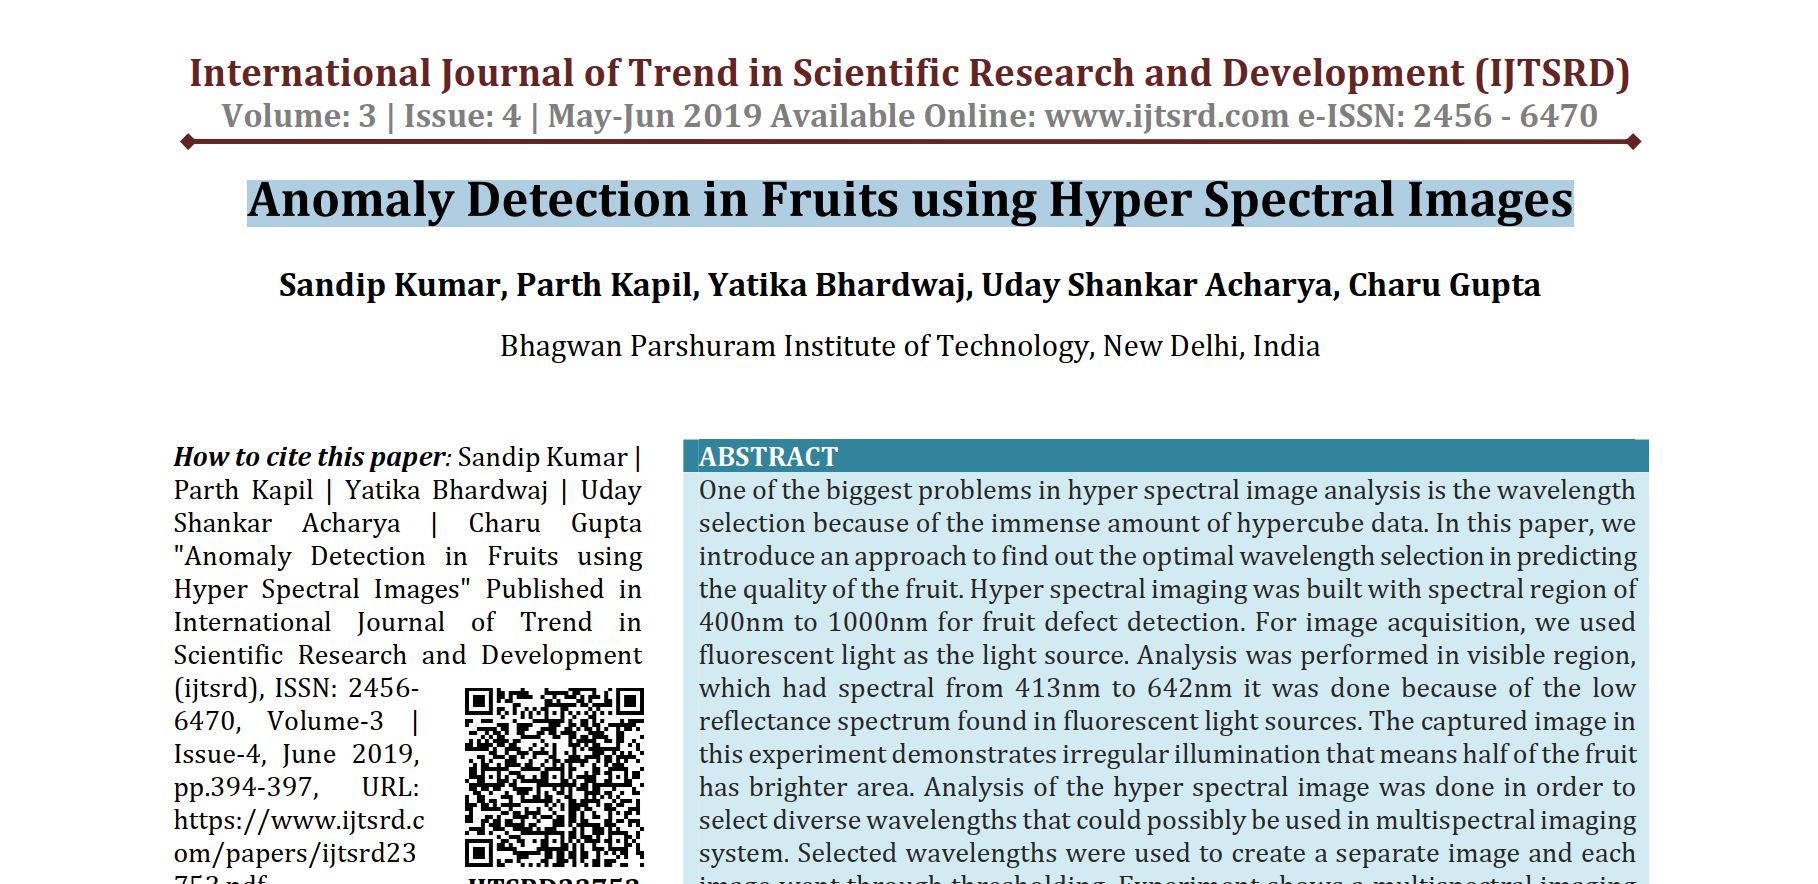 International Journal of Trend in Scientific Research and Development (IJTSRD)
Volume: 3 | Issue: 4 | May-Jun 2019 Available Online: www.ijtsrd.com e-ISSN: 2456 - 6470
Anomaly Detection in Fruits using Hyper Spectral Images
Sandip Kumar, Parth Kapil, Yatika Bhardwaj, Uday Shankar Acharya, Charu Gupta
Bhagwan Parshuram Institute of Technology, New Delhi, India
How to cite this paper: Sandip Kumar |
Parth Kapil | Yatika Bhardwaj | Uday
Shankar Acharya | Charu Gupta
"Anomaly Detection in Fruits using
Hyper Spectral Images" Published in
International Journal of Trend in
Scientific Research and Development
(ijtsrd), ISSN: 2456-
6470, Volume-3 |
Issue-4, June 2019,
pp.394-397, URL:
https://www.ijtsrd.c
om/papers/ijtsrd23
753.pdf
IJTSRD23753
ABSTRACT
One of the biggest problems in hyper spectral image analysis is the wavelength
selection because of the immense amount of hypercube data. In this paper, we
introduce an approach to find out the optimal wavelength selection in predicting
the quality of the fruit. Hyper spectral imaging was built with spectral region of
400nm to 1000nm for fruit defect detection. For image acquisition, we used
fluorescent light as the light source. Analysis was performed in visible region,
which had spectral from 413nm to 642nm it was done because of the low
reflectance spectrum found in fluorescent light sources. The captured image in
this experiment demonstrates irregular illumination that means half of the fruit
has brighter area. Analysis of the hyper spectral image was done in order to
select diverse wavelengths that could possibly be used in multispectral imaging
system. Selected wavelengths were used to create a separate image and each
image went through thresholding. Experiment shows a multispectral imaging